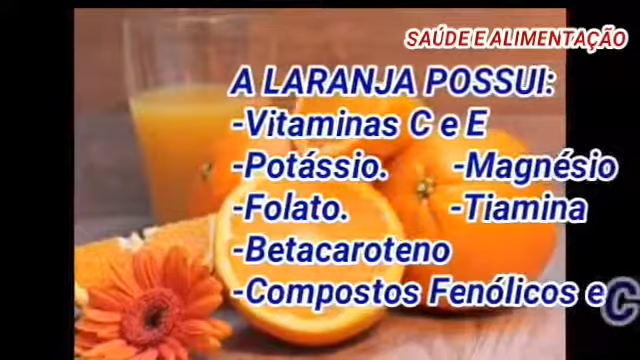 SAÚDE E ALIMENTAÇÃO
A LARANJA POSSUI:
-Vitaminas C e E
-Potássio. -Magnésio
-Folato. -Tiamina
-Betacaroteno
-Compostos Fenólicos e C